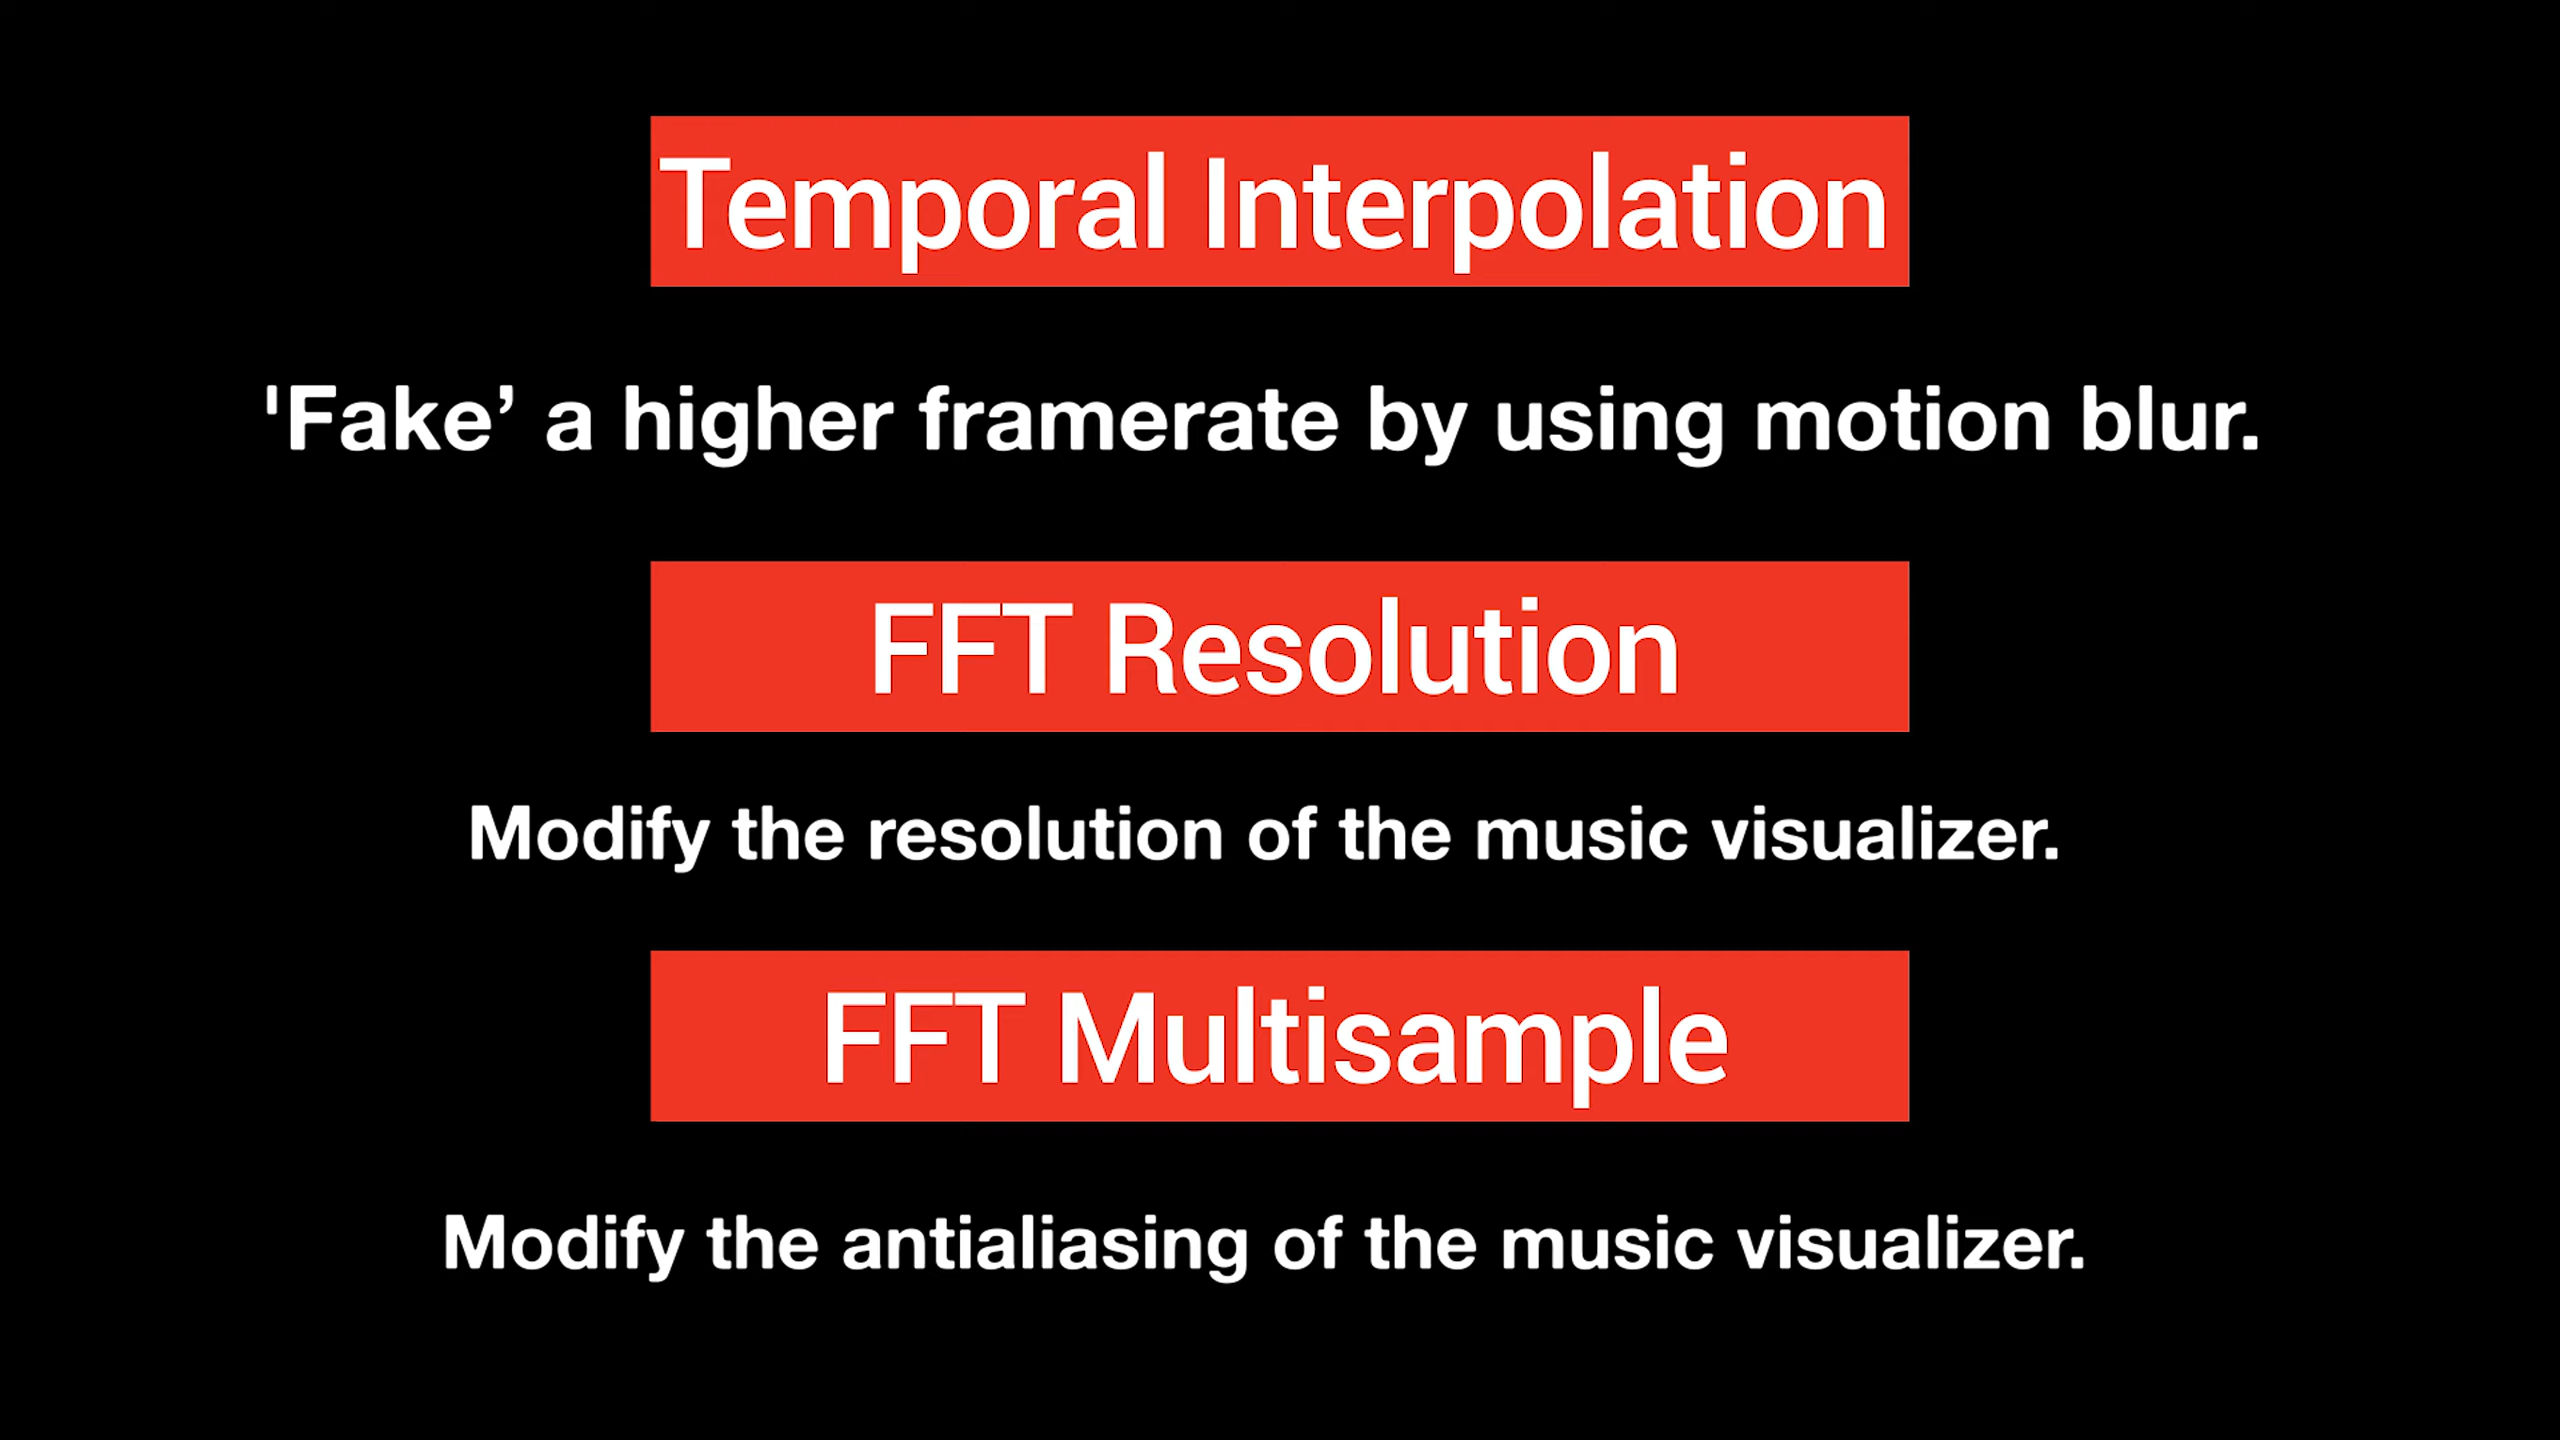 Temporal Interpolation
'Fake’ a higher framerate by using motion blur.
FFT Resolution
Modify the resolution of the music visualizer.
FFT Multisample
Modify the antialiasing of the music visualizer.